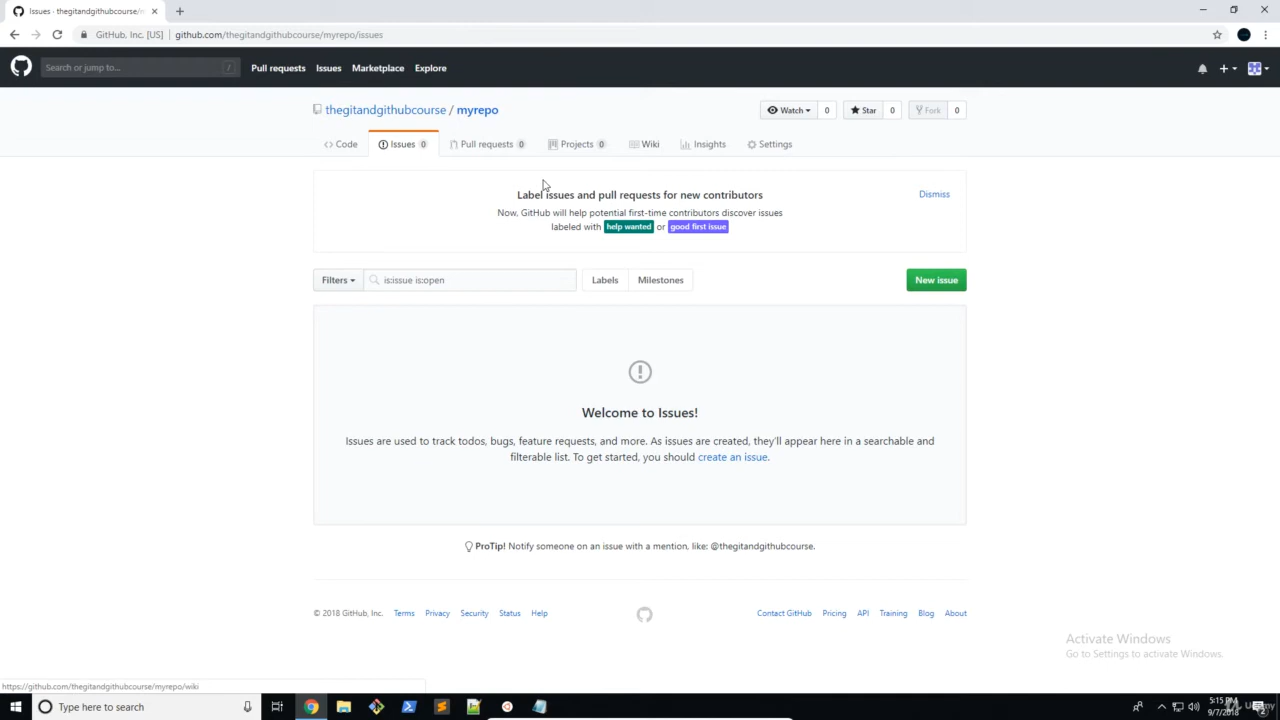 Issues · thegitandgithubcourse/my
GitHub, Inc. [US] | github.com/thegitandgithubcourse/myrepo/issues
Search or jump to... / Pull requests Issues Marketplace Explore
thegitandgithubcourse / myrepo Watch 0 Star 0 Fork 0
Code Issues 0 Pull requests 0 Projects 0 Wiki Insights Settings
Label issues and pull requests for new contributors Dismiss
Now, GitHub will help potential first-time contributors discover issues
labeled with help wanted or good first issue
Filters is:issue is:open Labels Milestones New issue
Welcome to Issues!
Issues are used to track todos, bugs, feature requests, and more. As issues are created, they'll appear here in a searchable and
filterable list. To get started, you should create an issue.
ProTip! Notify someone on an issue with a mention, like: @thegitandgithubcourse.
© 2018 GitHub, Inc. Terms Privacy Security Status Help Contact GitHub Pricing API Training Blog About
Activate Windows
Go to Settings to activate Windows.
https://github.com/thegitandgithubcourse/myrepo/wiki
Type here to search
5:15 PM
9/7/2018